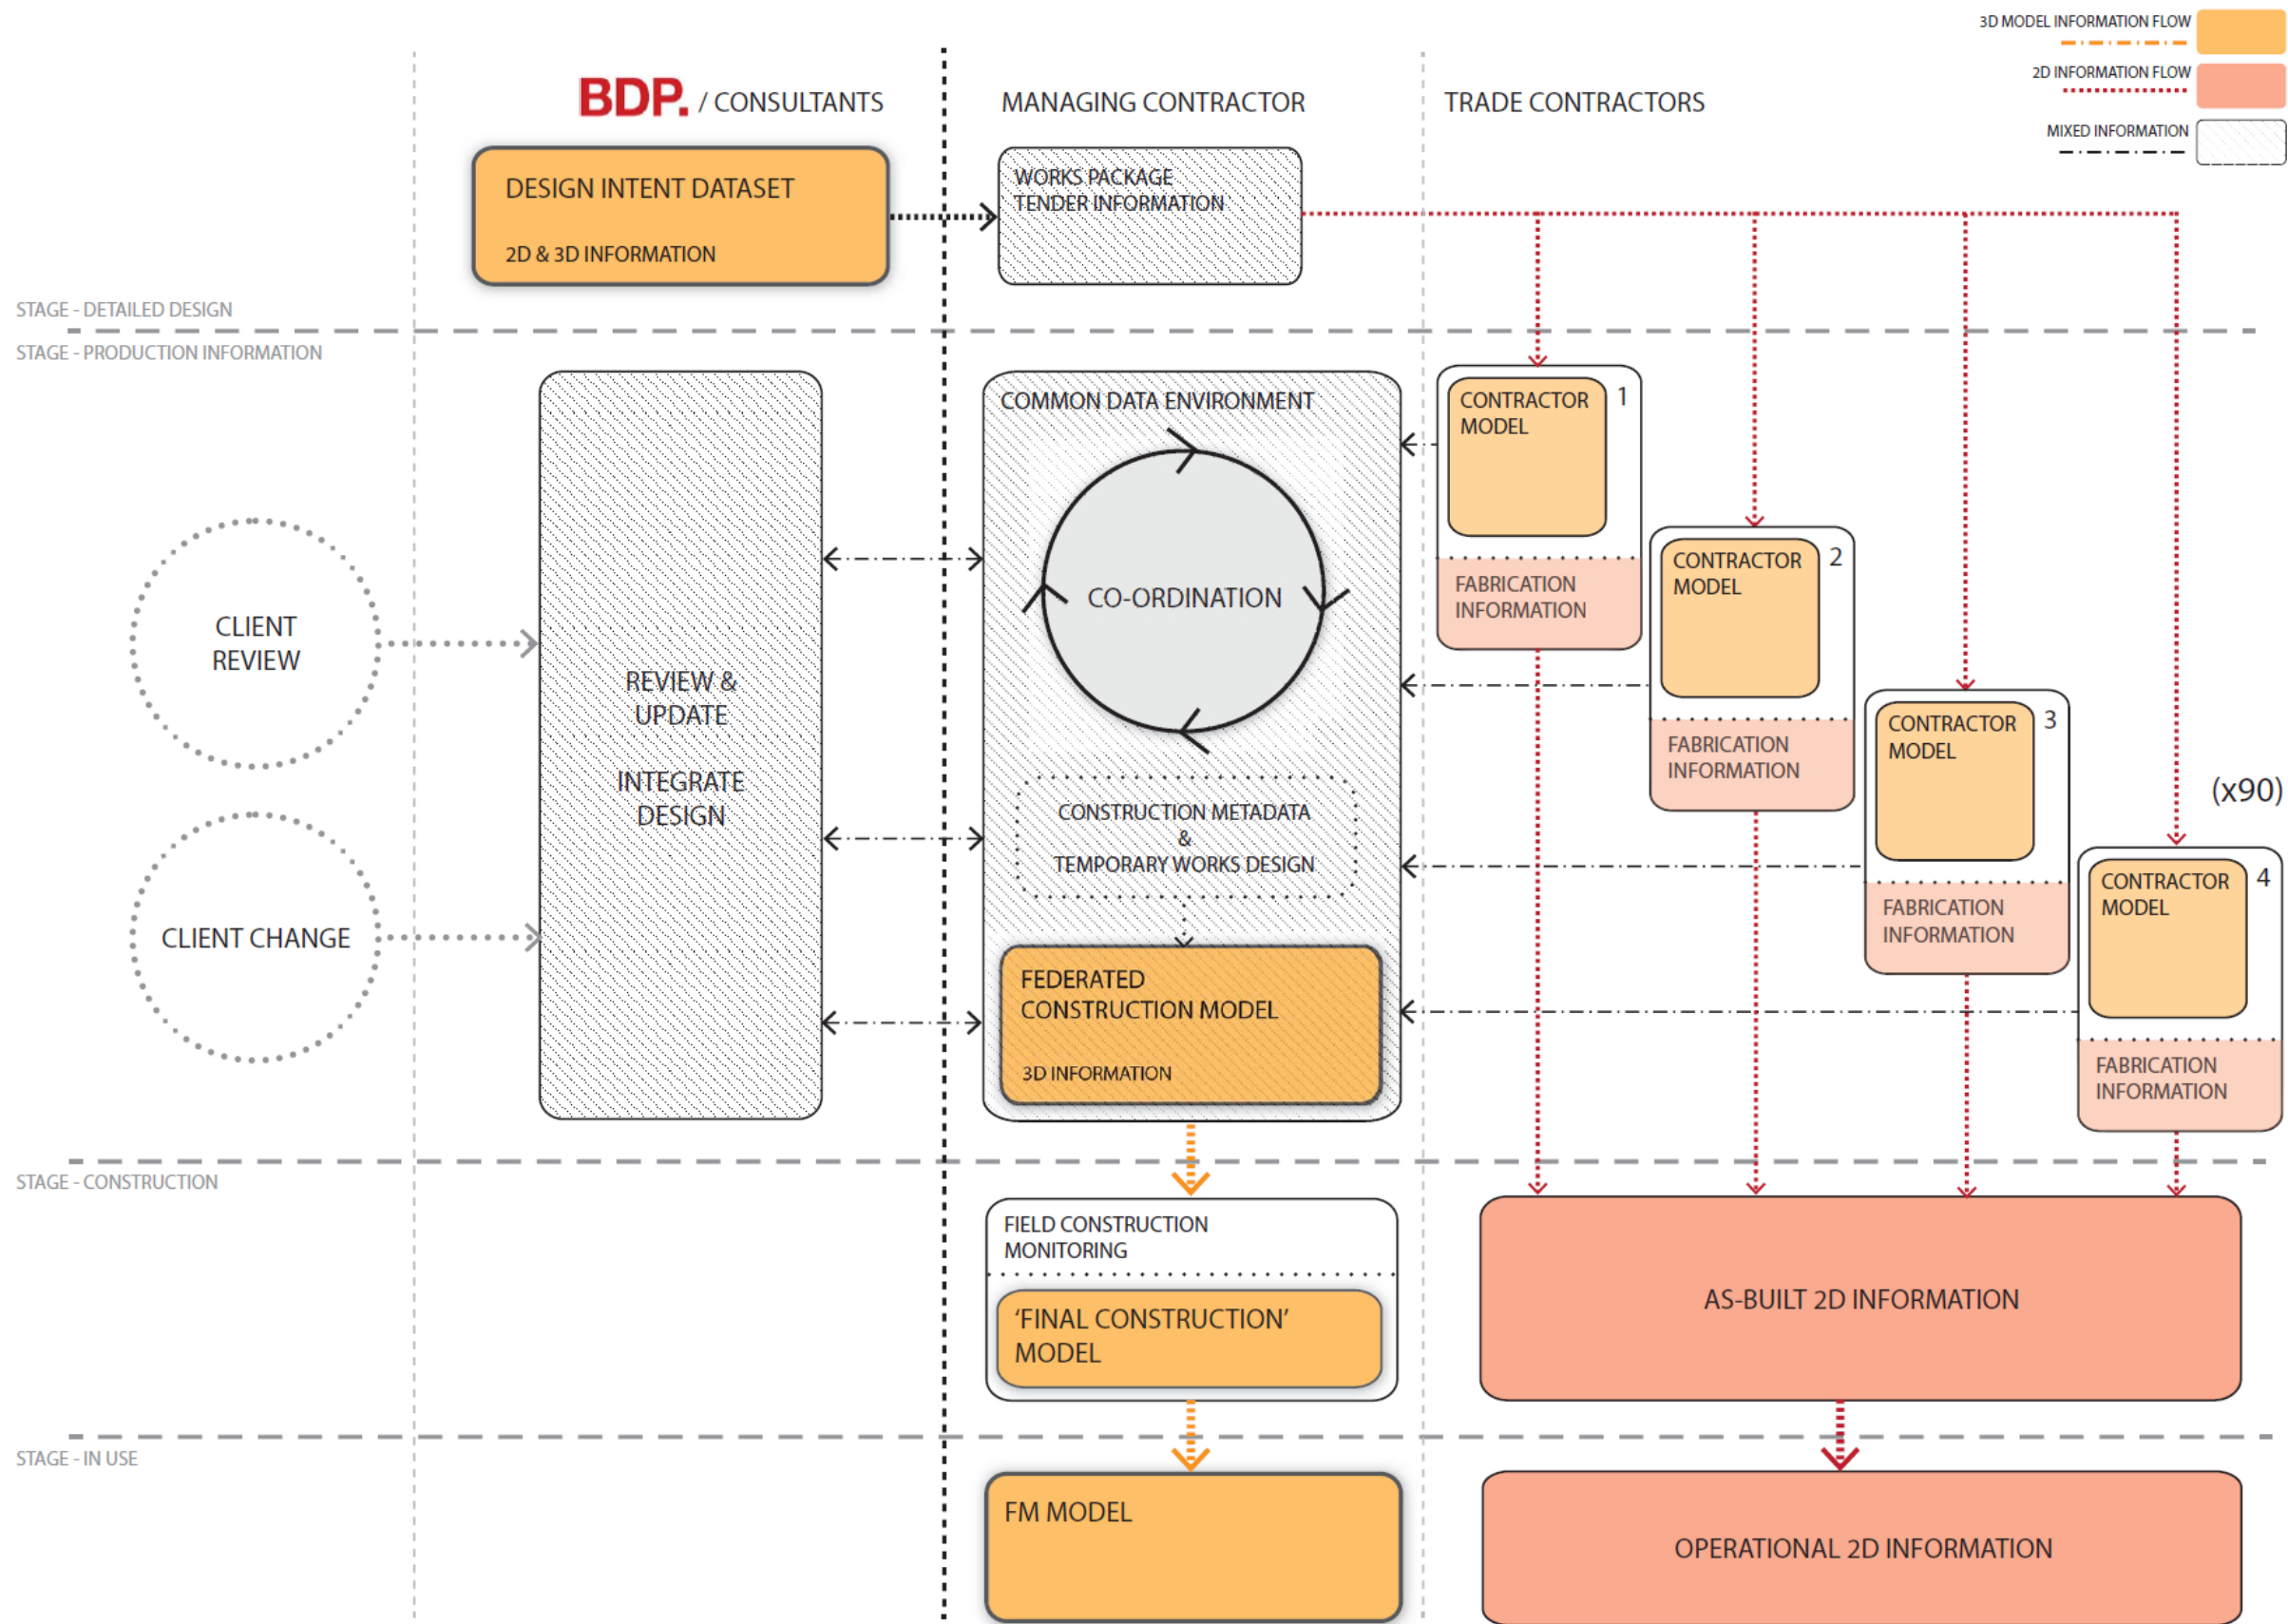 3D MODEL INFORMATION FLOW
2D INFORMATION FLOW
MIXED INFORMATION
BDP. / CONSULTANTS
MANAGING CONTRACTOR
TRADE CONTRACTORS
DESIGN INTENT DATASET
2D & 3D INFORMATION
WORKS PACKAGE
TENDER INFORMATION
STAGE - DETAILED DESIGN
STAGE - PRODUCTION INFORMATION
CLIENT
REVIEW
CLIENT CHANGE
REVIEW &
UPDATE
INTEGRATE
DESIGN
COMMON DATA ENVIRONMENT
CO-ORDINATION
CONSTRUCTION METADATA
&
TEMPORARY WORKS DESIGN
FEDERATED
CONSTRUCTION MODEL
3D INFORMATION
CONTRACTOR
MODEL
1
FABRICATION
INFORMATION
CONTRACTOR
MODEL
2
FABRICATION
INFORMATION
CONTRACTOR
MODEL
3
FABRICATION
INFORMATION
(x90)
CONTRACTOR
MODEL
4
FABRICATION
INFORMATION
STAGE - CONSTRUCTION
FIELD CONSTRUCTION
MONITORING
‘FINAL CONSTRUCTION’
MODEL
AS-BUILT 2D INFORMATION
STAGE - IN USE
FM MODEL
OPERATIONAL 2D INFORMATION